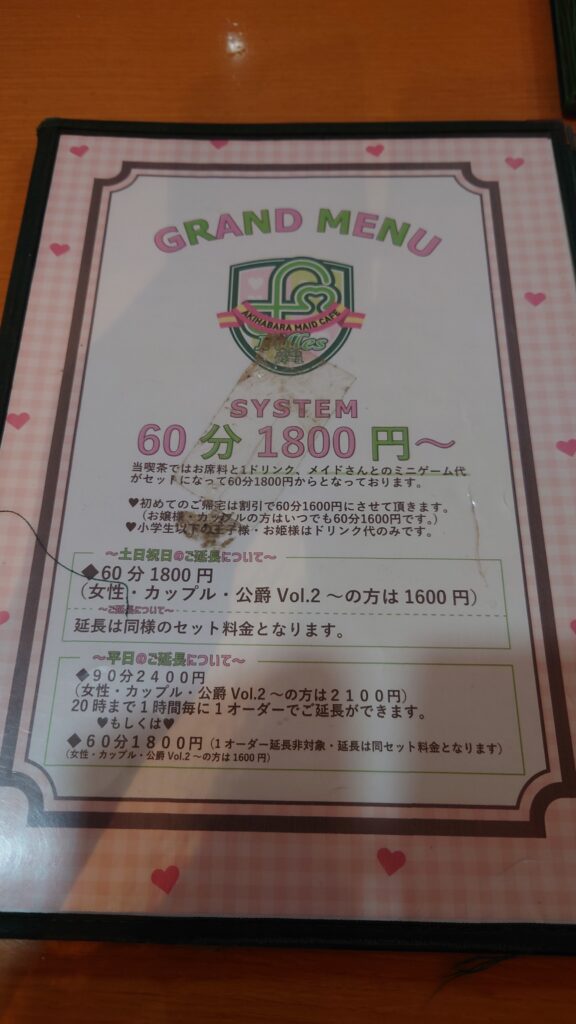 GRAND MENU
AKIHABARA MAID CAFE
SYSTEM
60分1800円～
当喫茶ではお席料と1ドリンク、メイドさんとのミニゲーム代
がセットになって60分1800円からとなっております。
♥初めてのご帰宅は割引で60分1600円にさせて頂きます。
（お嬢様・カップルの方はいつでも60分1600円です。）
♥小学生以下の王子様・お姫様はドリンク代のみです。
～土日祝日のご延長について～
◆60分1800円
（女性・カップル・公爵Vol.2～の方は1600円）
～ご延長について～
延長は同様のセット料金となります。
～平日のご延長について～
◆90分2400円
（女性・カップル・公爵Vol.2～の方は2100円）
20時まで1時間毎に1オーダーでご延長ができます。
♥もしくは♥
◆60分1800円（1オーダー延長非対象・延長は同セット料金となります）
（女性・カップル・公爵Vol.2～の方は1600円）